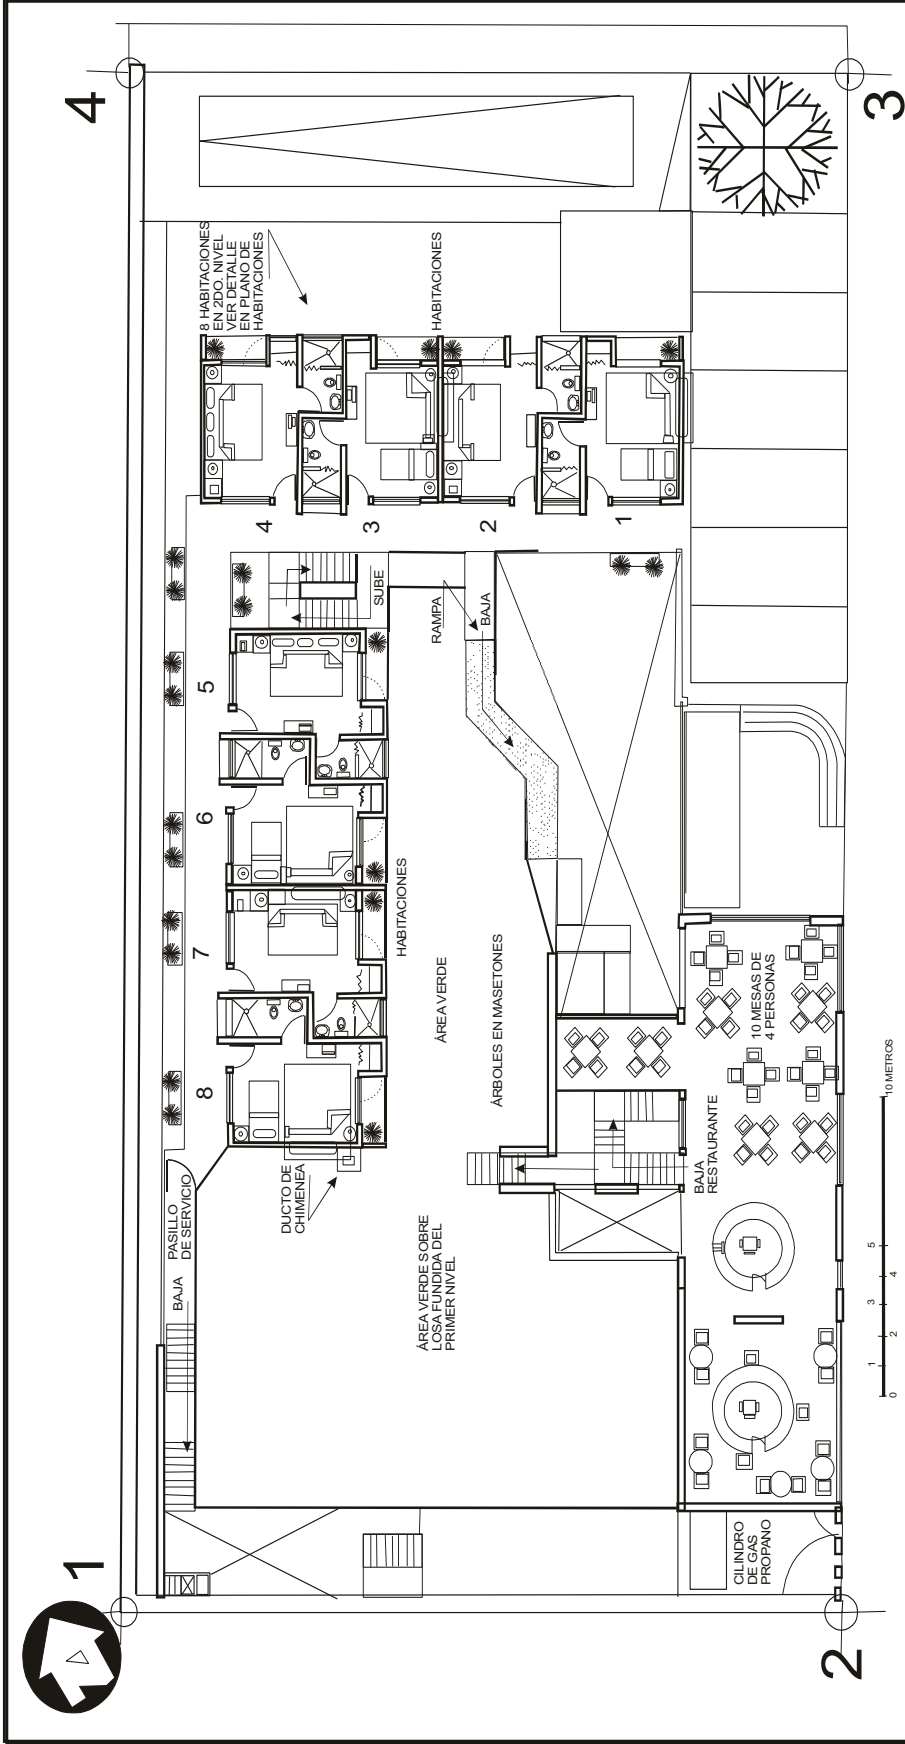 4
3
8 HABITACIONES
EN 2DO. NIVEL
VER DETALLE
EN PLANO DE
HABITACIONES
HABITACIONES
4
3
2
1
SUBE
RAMPA
BAJA
5
6
7
8
HABITACIONES
ÁREA VERDE
ÁRBOLES EN MASETONES
10 MESAS DE
4 PERSONAS
DUCTO DE
CHIMENEA
BAJA
RESTAURANTE
PASILLO
DE SERVICIO
BAJA
ÁREA VERDE SOBRE
LOSA FUNDIDA DEL
PRIMER NIVEL
0 1 2 3 4 5 10 METROS
CILINDRO
DE GAS
PROPANO
1
2